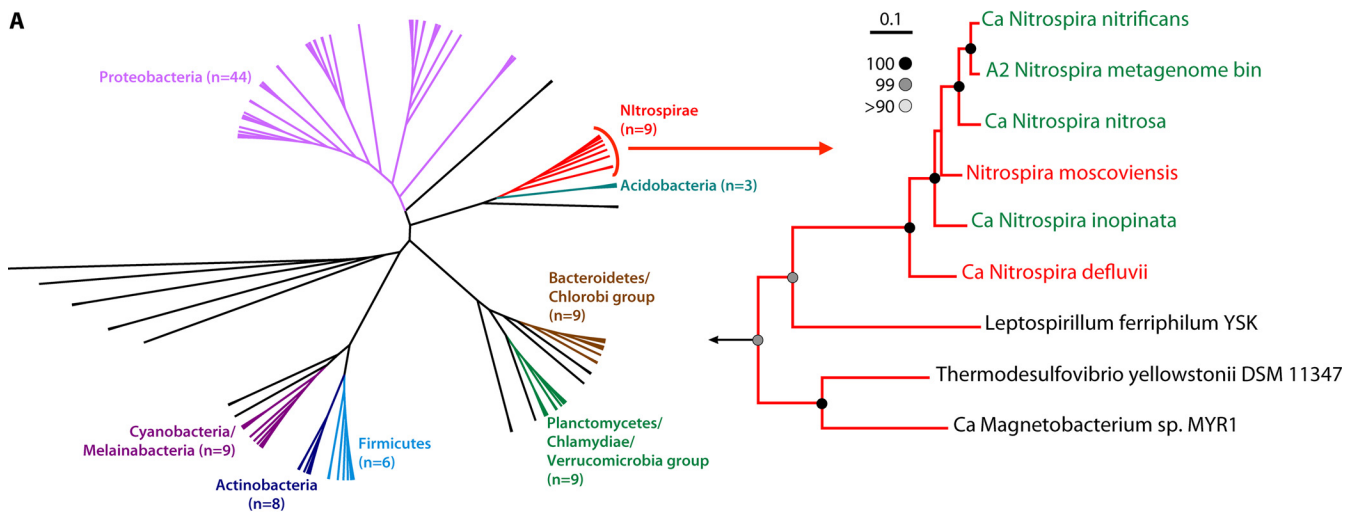 A
Proteobacteria (n=44)
NItrospirae
(n=9)
Acidobacteria (n=3)
Bacteroidetes/
Chlorobi group
(n=9)
Planctomycetes/
Chlamydiae/
Verrucomicrobia group
(n=9)
Firmicutes
(n=6)
Actinobacteria
(n=8)
Cyanobacteria/
Melainabacteria (n=9)
0.1
100
99
>90
Ca Nitrospira nitrificans
A2 Nitrospira metagenome bin
Ca Nitrospira nitrosa
Nitrospira moscoviensis
Ca Nitrospira inopinata
Ca Nitrospira defluvii
Leptospirillum ferriphilum YSK
Thermodesulfovibrio yellowstonii DSM 11347
Ca Magnetobacterium sp. MYR1